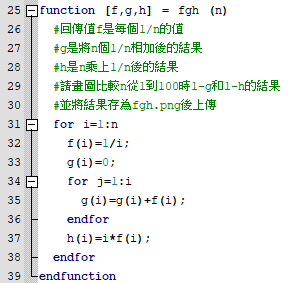 25 function [f,g,h] = fgh (n)
26 #回傳值f是每個1/n的值
27 #g是將n個1/n相加後的結果
28 #h是n乘上1/n後的結果
29 #請畫圖比較n從1到100時1-g和1-h的結果
30 #並將結果存為fgh.png後上傳
31 for i=1:n
32 f(i)=1/i;
33 g(i)=0;
34 for j=1:i
35 g(i)=g(i)+f(i);
36 endfor
37 h(i)=i*f(i);
38 endfor
39 endfunction